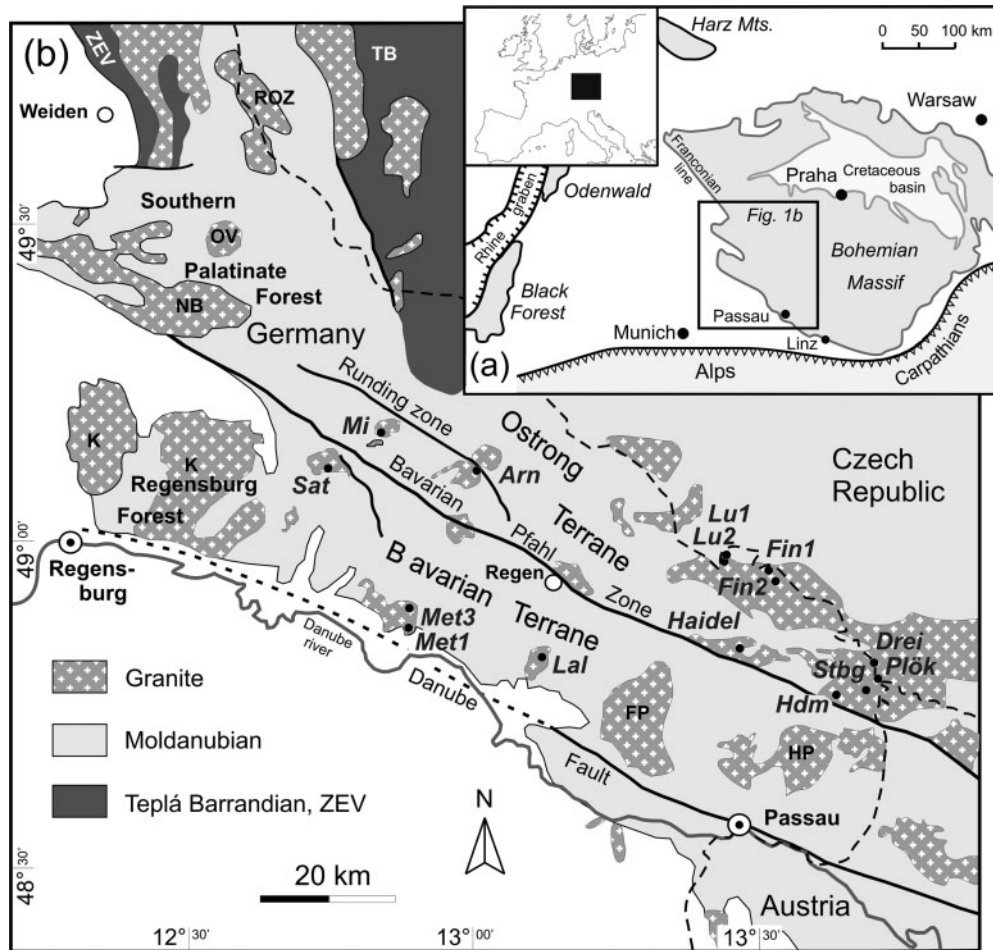 (b)
ZEV
TB
Weiden
ROZ
Southern
OV
Palatinate
Forest
NB
Germany
49° 30'
Harz Mts.
0 50 100 km
Warsaw
Franconian
line
Praha
Cretaceous
basin
Odenwald
Rhine
graben
Fig. 1b
Bohemian
Massif
Black
Forest
Passau
Munich
Linz
(a)
Alps
Carpathians
Runding zone
Mi
Ostrong
Terrane
Arn
Sat
Bavarian
Pfahl
Zone
Czech
Republic
K
K
Regensburg
Forest
49° 00'
Regens-
burg
Lu1
Lu2
Fin1
Fin2
Regen
B avarian
Terrane
Haidel
Met3
Met1
Danube
river
Lal
Drei
Plök
Stbg
Hdm
Danube
Fault
FP
HP
Granite
Moldanubian
Teplá Barrandian, ZEV
N
Passau
20 km
Austria
48° 30'
12° 30'
13° 00'
13° 30'